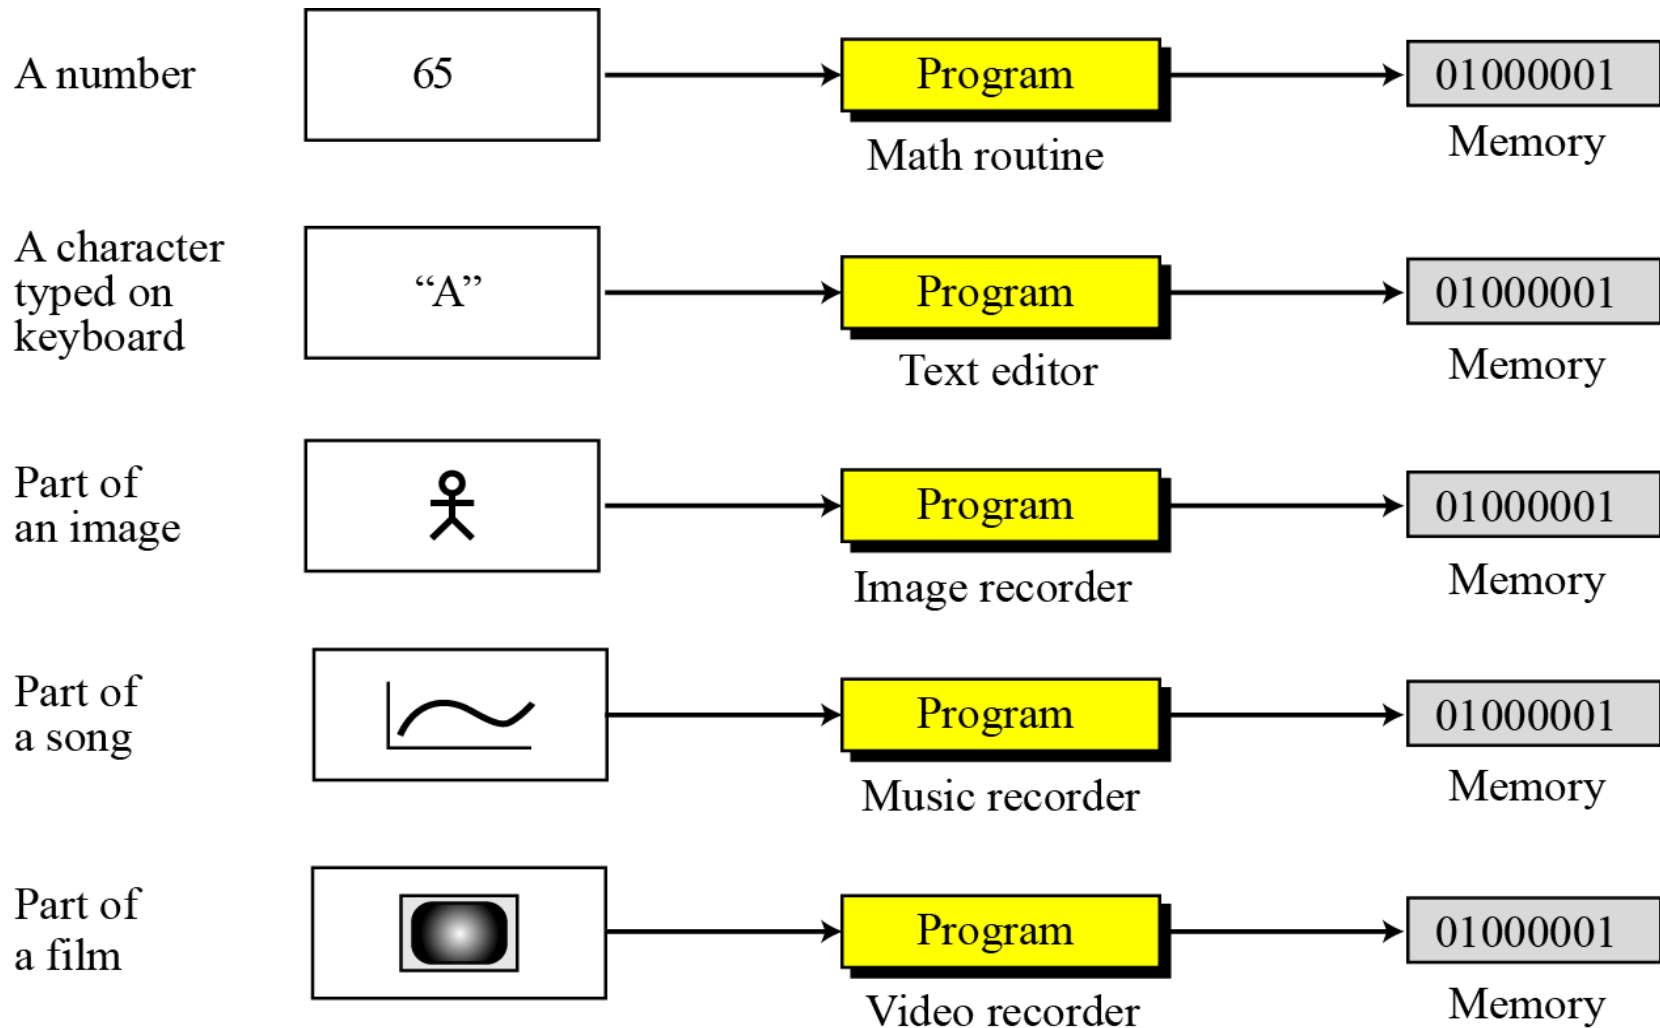 A number
65
Program
Math routine
01000001
Memory
A character
typed on
keyboard
“A”
Program
Text editor
01000001
Memory
Part of
an image
Program
Image recorder
01000001
Memory
Part of
a song
Program
Music recorder
01000001
Memory
Part of
a film
Program
Video recorder
01000001
Memory